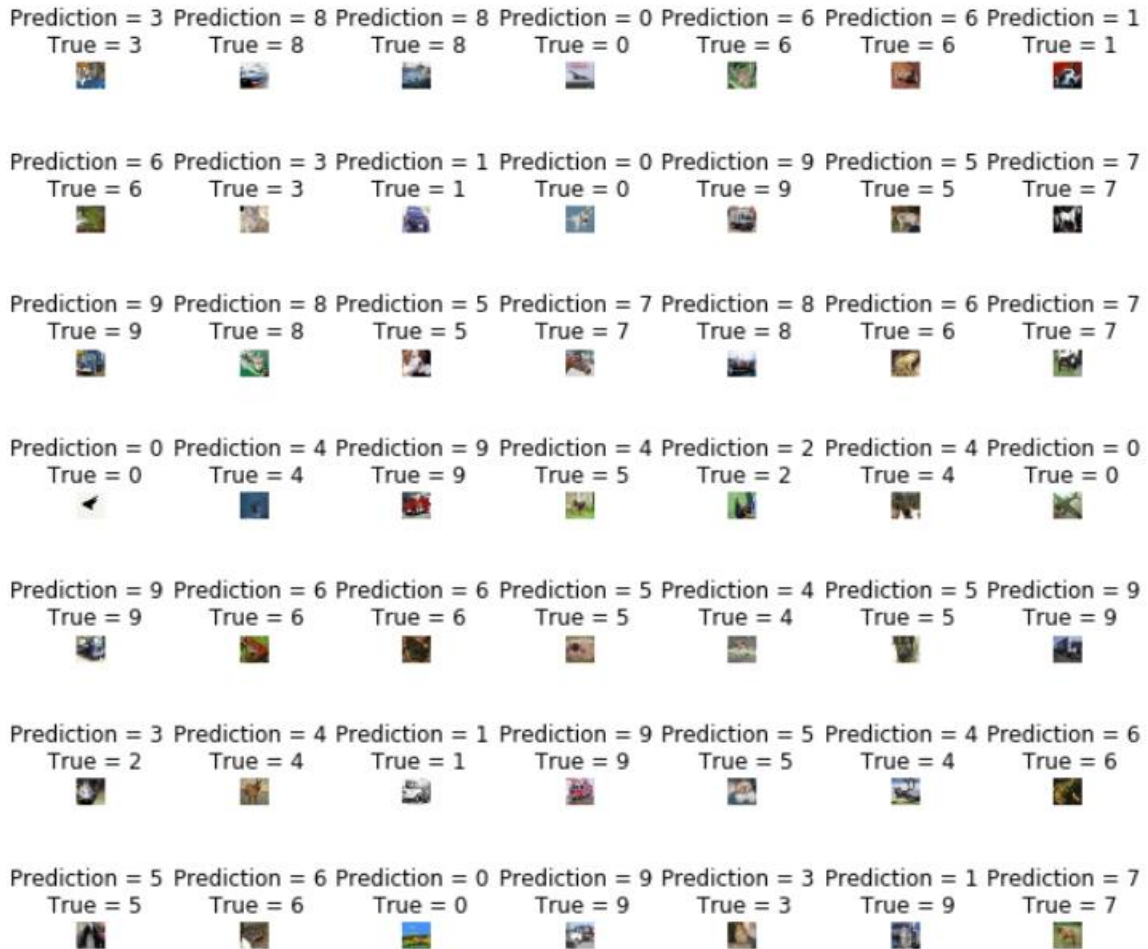 Prediction = 3 Prediction = 8 Prediction = 8 Prediction = 0 Prediction = 6 Prediction = 6 Prediction = 1
True = 3 True = 8 True = 8 True = 0 True = 6 True = 6 True = 1
Prediction = 6 Prediction = 3 Prediction = 1 Prediction = 0 Prediction = 9 Prediction = 5 Prediction = 7
True = 6 True = 3 True = 1 True = 0 True = 9 True = 5 True = 7
Prediction = 9 Prediction = 8 Prediction = 5 Prediction = 7 Prediction = 8 Prediction = 6 Prediction = 7
True = 9 True = 8 True = 5 True = 7 True = 8 True = 6 True = 7
Prediction = 0 Prediction = 4 Prediction = 9 Prediction = 4 Prediction = 2 Prediction = 4 Prediction = 0
True = 0 True = 4 True = 9 True = 5 True = 2 True = 4 True = 0
Prediction = 9 Prediction = 6 Prediction = 6 Prediction = 5 Prediction = 4 Prediction = 5 Prediction = 9
True = 9 True = 6 True = 6 True = 5 True = 4 True = 5 True = 9
Prediction = 3 Prediction = 4 Prediction = 1 Prediction = 9 Prediction = 5 Prediction = 4 Prediction = 6
True = 2 True = 4 True = 1 True = 9 True = 5 True = 4 True = 6
Prediction = 5 Prediction = 6 Prediction = 0 Prediction = 9 Prediction = 3 Prediction = 1 Prediction = 7
True = 5 True = 6 True = 0 True = 9 True = 3 True = 9 True = 7